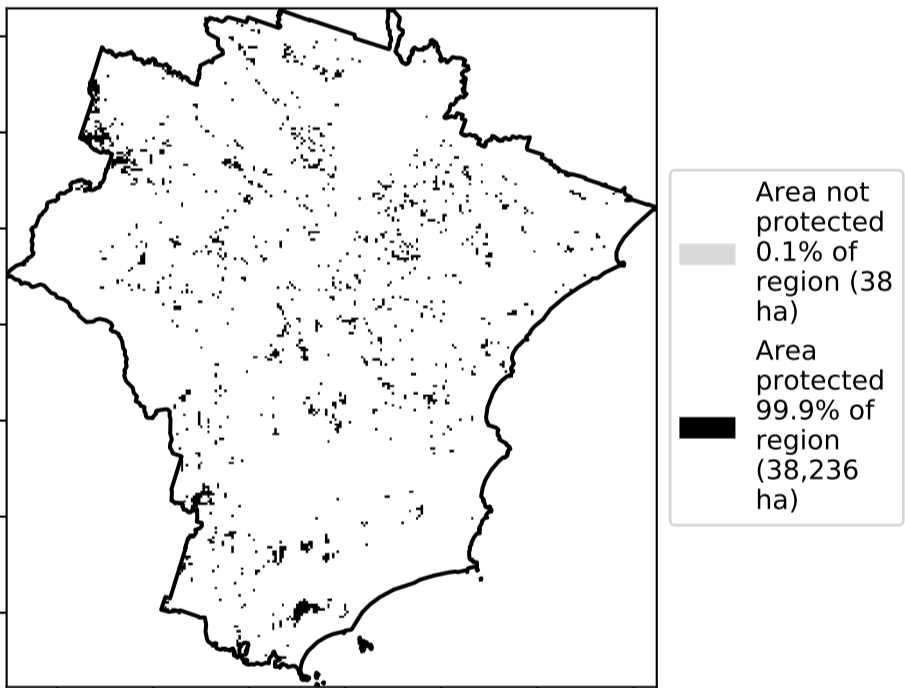 Area not
protected
0.1% of
region (38
ha)
Area
protected
99.9% of
region
(38,236
ha)